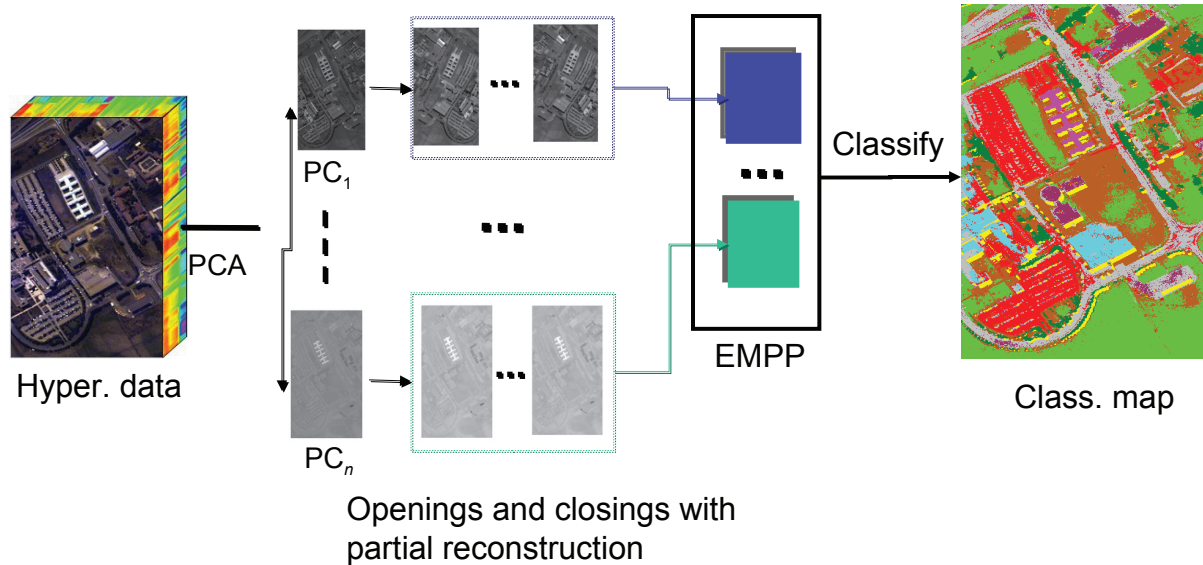 Hyper. data
PCA
PC1
PCn
Openings and closings with
partial reconstruction
EMPP
Classify
Class. map